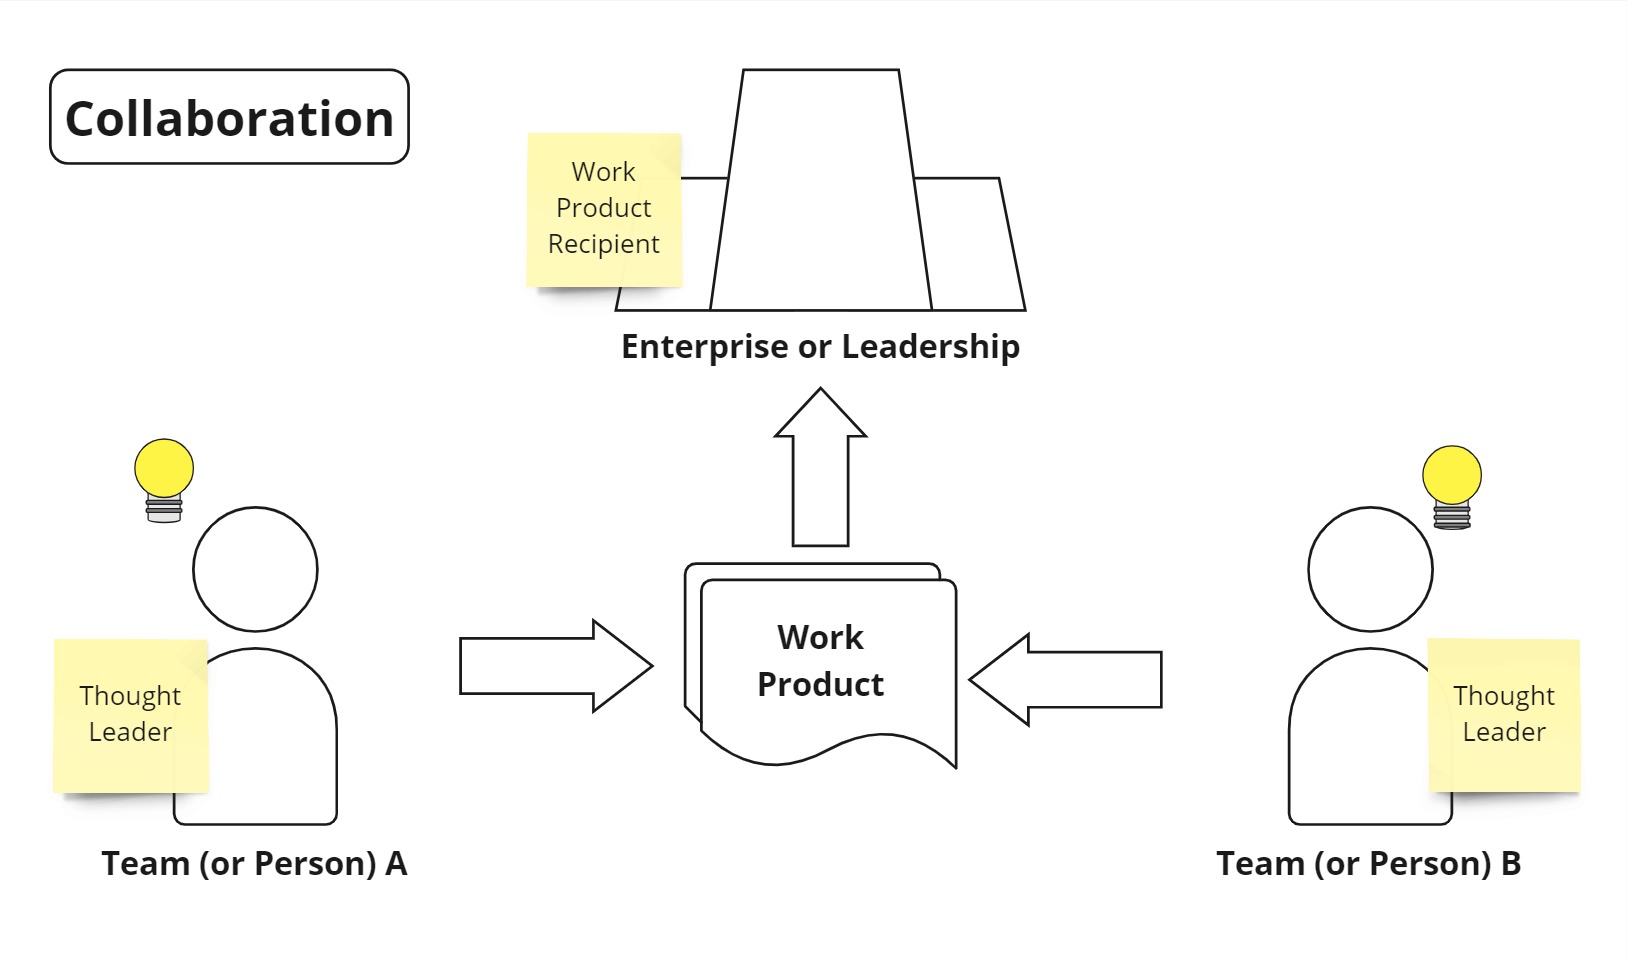 Collaboration
Work
Product
Recipient
Enterprise or Leadership
Work
Product
Thought
Leader
Thought
Leader
Team (or Person) A
Team (or Person) B